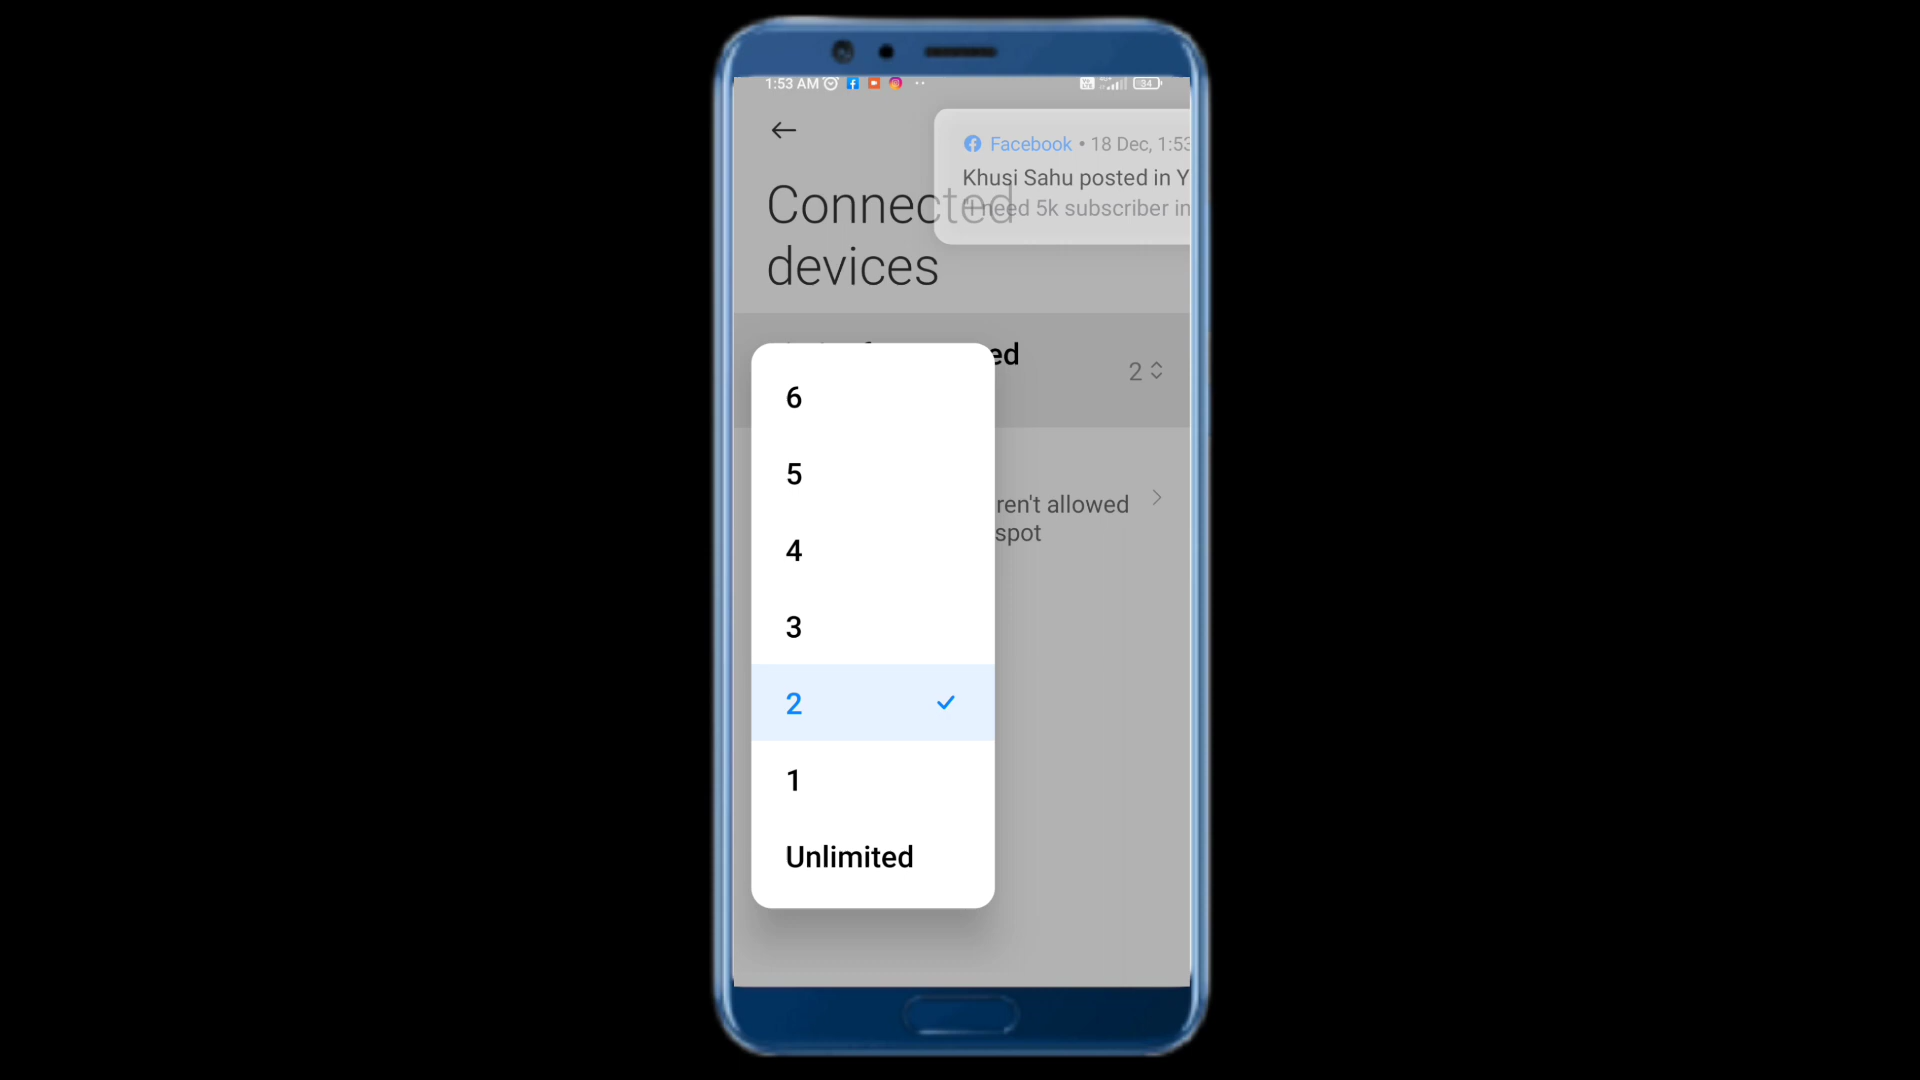 1:53 AM
34
Facebook • 18 Dec, 1:53
Khusi Sahu posted in Y
"I need 5k subscriber in
Connected
devices
ed
2
6
5
4
3
2
1
Unlimited
ren't allowed
spot